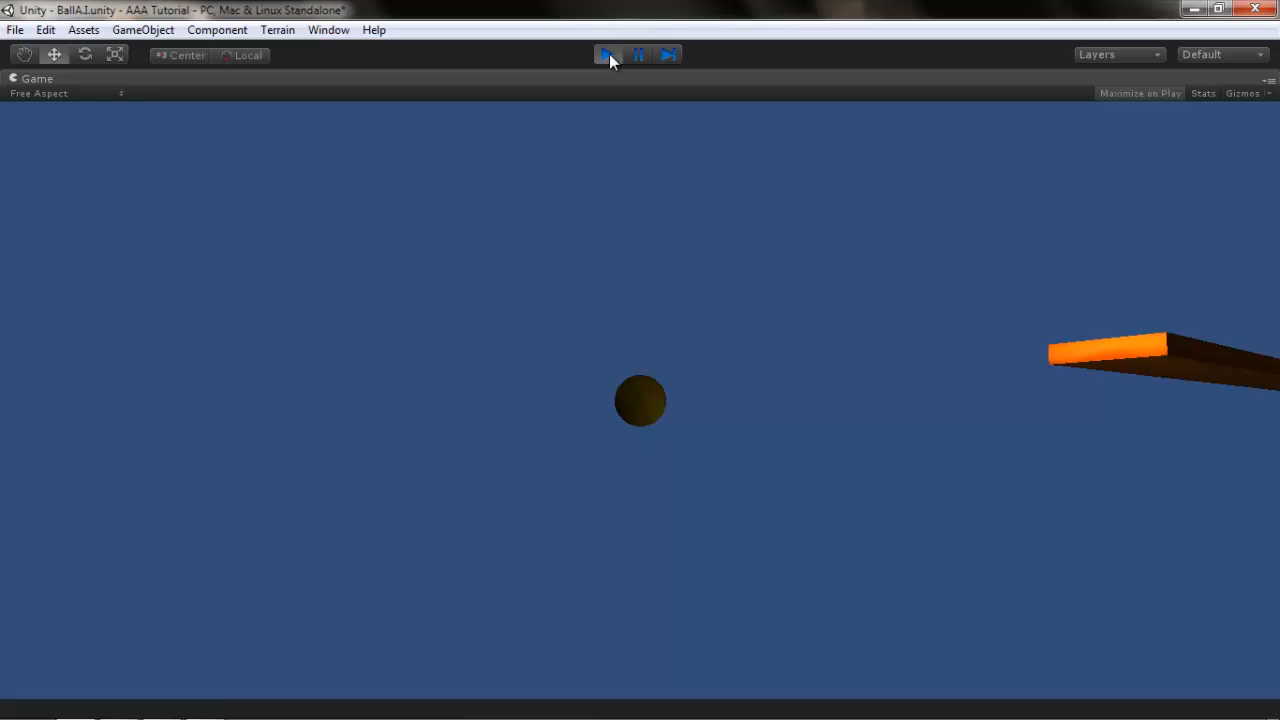 Unity - BallA.I.unity - AAA Tutorial - PC, Mac & Linux Standalone*
File Edit Assets GameObject Component Terrain Window Help
Center Local Layers Default
Game
Free Aspect Maximize on Play Stats Gizmos